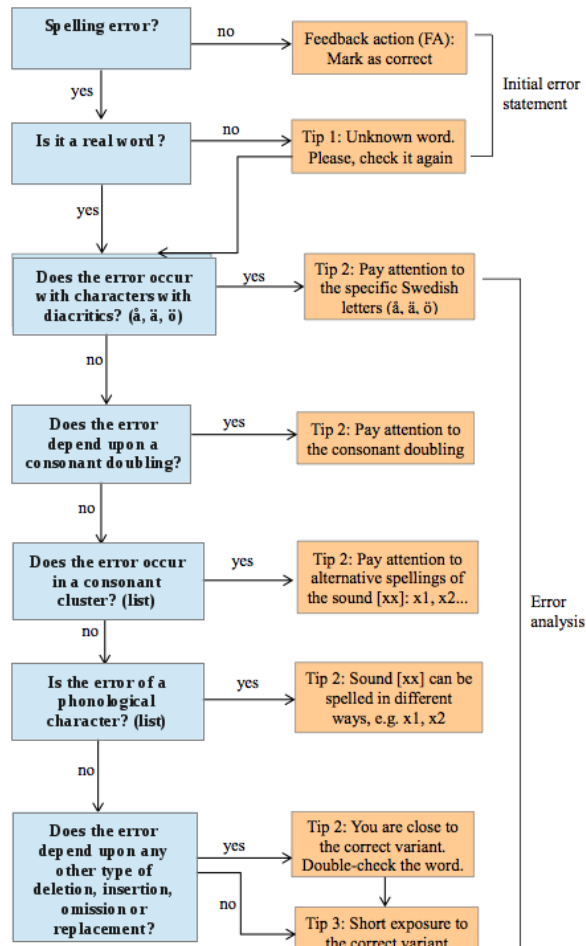 Spelling error?
no
Feedback action (FA):
Mark as correct
Initial error
statement
yes
Is it a real word ?
no
Tip 1: Unknown word.
Please, check it again
yes
Does the error occur
with characters with
diacritics? (å, ä, ö)
yes
Tip 2: Pay attention to
the specific Swedish
letters (å, ä, ö)
no
Does the error
depend upon a
consonant doubling?
yes
Tip 2: Pay attention to
the consonant doubling
no
Does the error occur
in a consonant
cluster? (list)
yes
Tip 2: Pay attention to
alternative spellings of
the sound [xx]: x1, x2...
Error
analysis
no
Is the error of a
phonological
character? (list)
yes
Tip 2: Sound [xx] can be
spelled in different
ways, e.g. x1, x2
no
Does the error
depend upon any
other type of
deletion, insertion,
omission or
replacement?
yes
Tip 2: You are close to
the correct variant.
Double-check the word.
no
Tip 3: Short exposure to
the correct variant